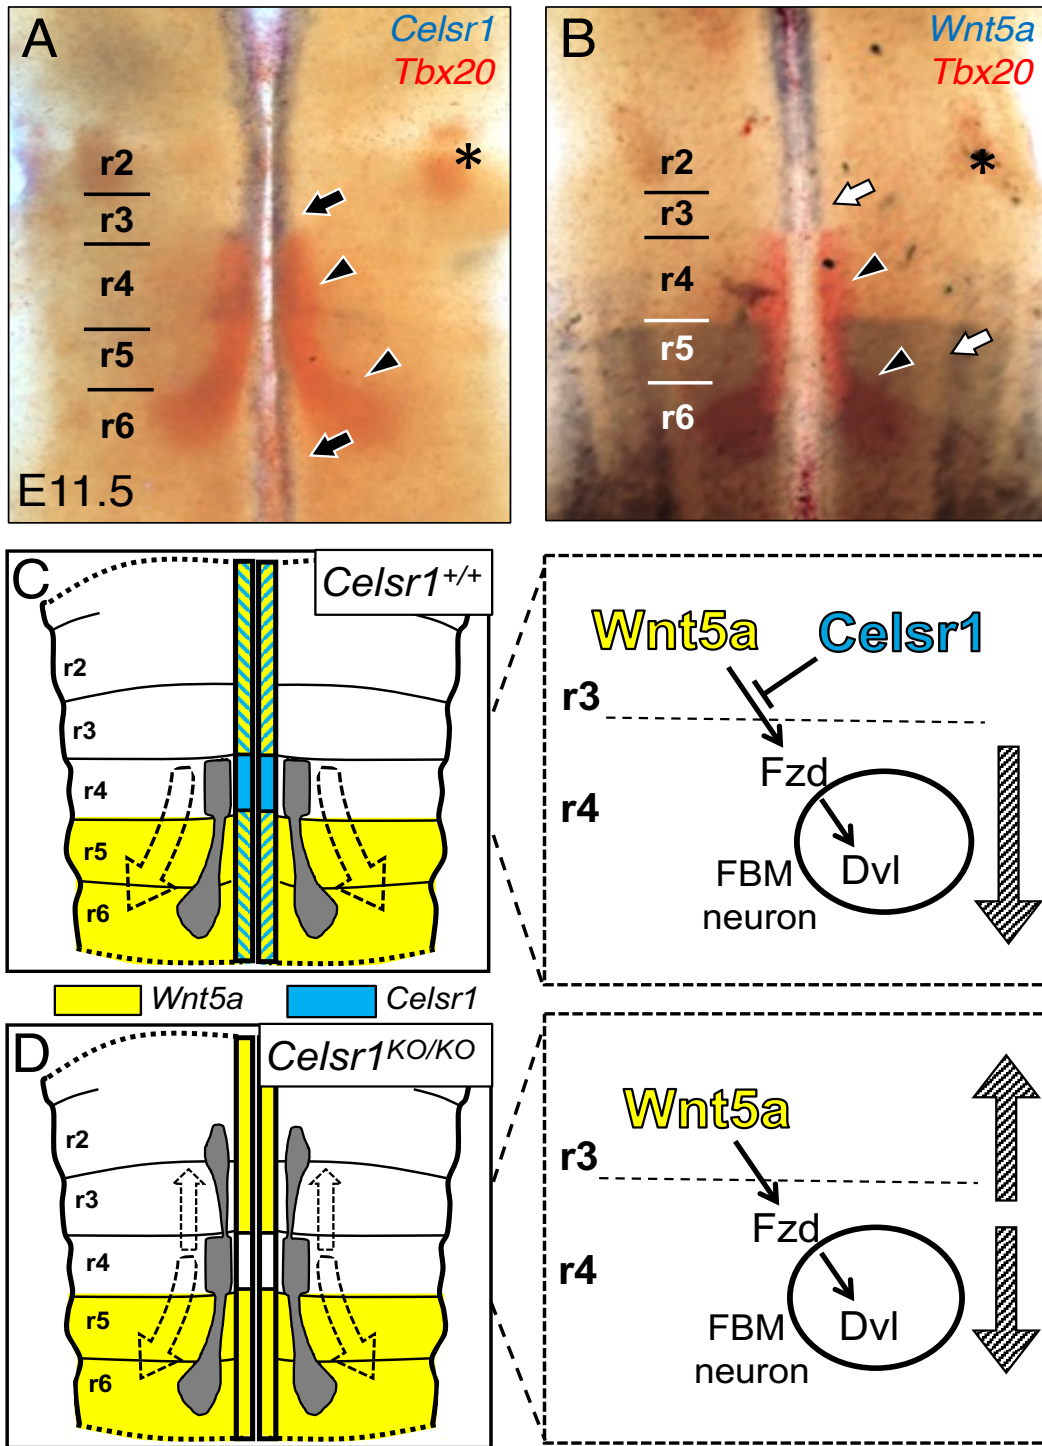 A
Celsr1
Tbx20
r2
*
r3
r4
r5
r6
E11.5
B
Wnt5a
Tbx20
r2
*
r3
r4
r5
r6
C
Celsr1+/+
r2
r3
r4
r5
r6
Wnt5a
Celsr1
r3
Fzd
r4
Dvl
FBM
neuron
Wnt5a
Celsr1
D
Celsr1KO/KO
r2
r3
r4
r5
r6
Wnt5a
r3
Fzd
r4
Dvl
FBM
neuron